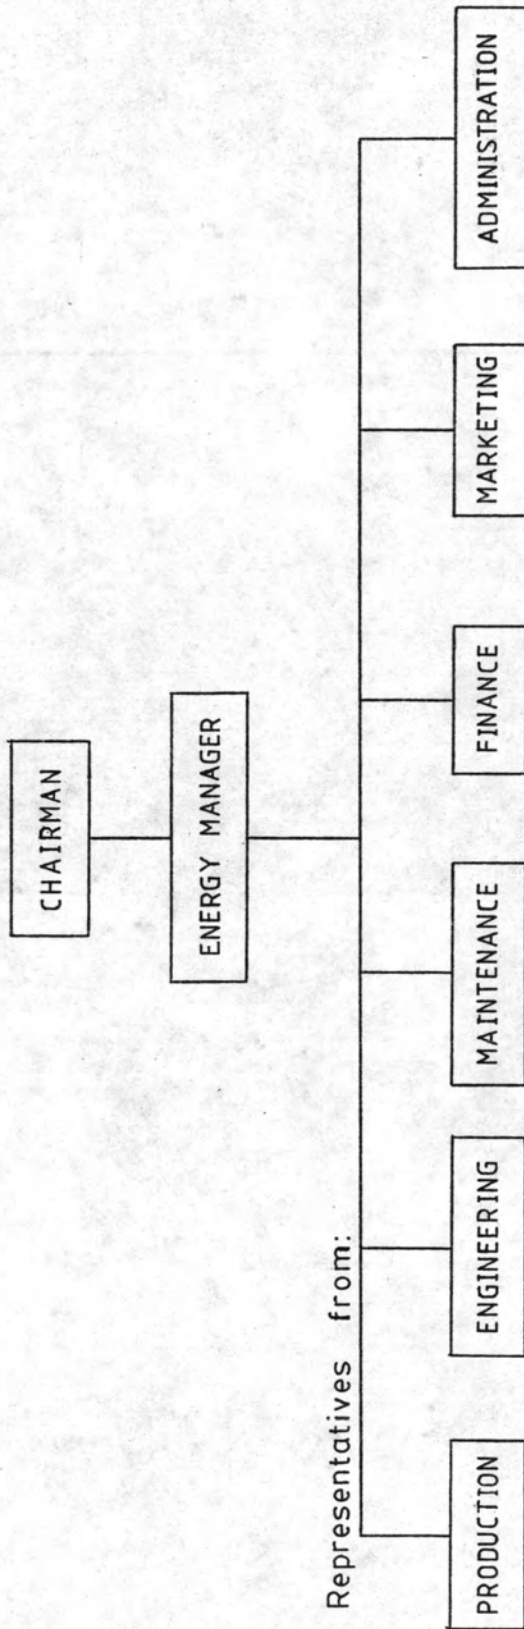 CHAIRMAN
ENERGY MANAGER
Representatives from:
PRODUCTION
ENGINEERING
MAINTENANCE
FINANCE
MARKETING
ADMINISTRATION